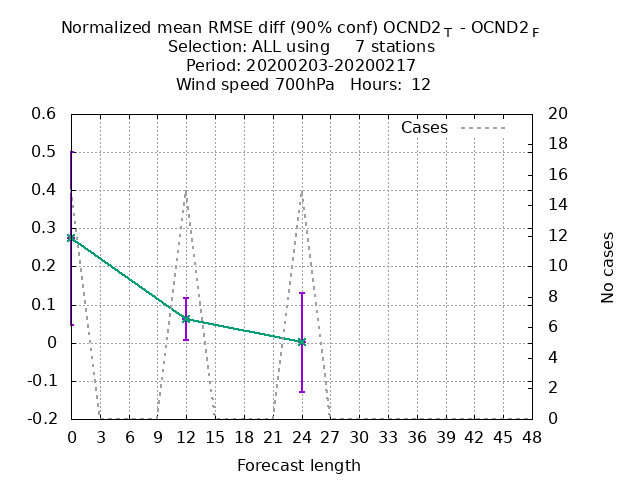 Normalized mean RMSE diff (90% conf) OCND2 T - OCND2 F
Selection: ALL using 7 stations
Period: 20200203-20200217
Wind speed 700hPa Hours: 12
Cases
0.6
0.5
0.4
0.3
0.2
0.1
0
-0.1
-0.2
20
18
16
14
12
10
8
6
4
2
0
No cases
0 3 6 9 12 15 18 21 24 27 30 33 36 39 42 45 48
Forecast length